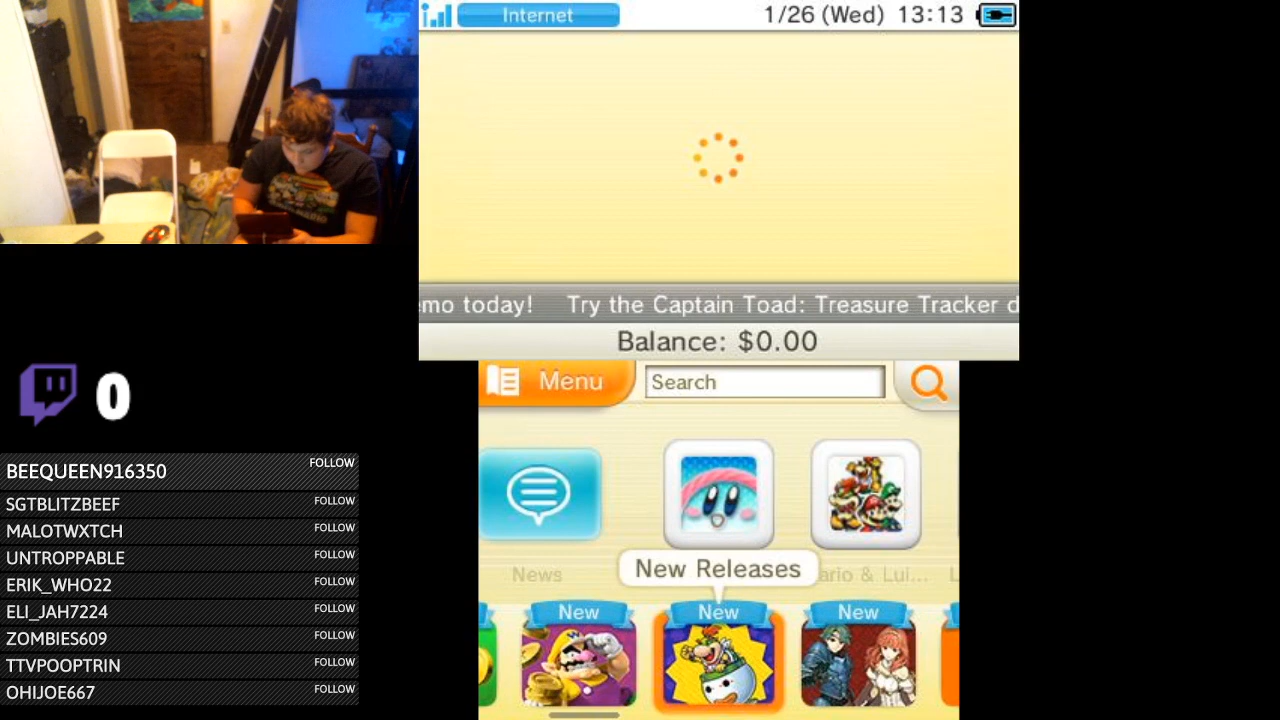 Internet
1/26 (Wed) 13:13
emo today! Try the Captain Toad: Treasure Tracker d
Balance: $0.00
Menu
Search
0
News
New Releases
ario & Lui...
L
New
New
New
BEEQUEEN916350 FOLLOW
SGTBLITZBEEF FOLLOW
MALOTWXTCH FOLLOW
UNTROPPABLE FOLLOW
ERIK_WHO22 FOLLOW
ELI_JAH7224 FOLLOW
ZOMBIES609 FOLLOW
TTVPOOPTRIN FOLLOW
OHIJOE667 FOLLOW